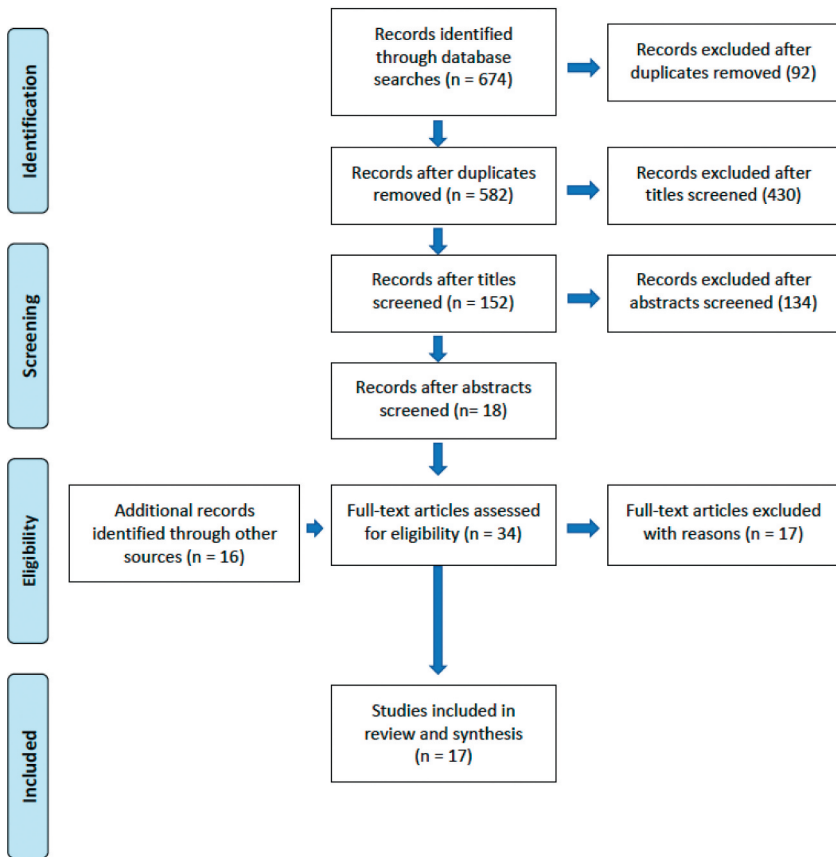 Identification
Records identified
through database
searches (n = 674)
Records excluded after
duplicates removed (92)
Records after duplicates
removed (n = 582)
Records excluded after
titles screened (430)
Screening
Records after titles
screened (n = 152)
Records excluded after
abstracts screened (134)
Records after abstracts
screened (n= 18)
Eligibility
Additional records
identified through other
sources (n = 16)
Full-text articles assessed
for eligibility (n = 34)
Full-text articles excluded
with reasons (n = 17)
Included
Studies included in
review and synthesis
(n = 17)